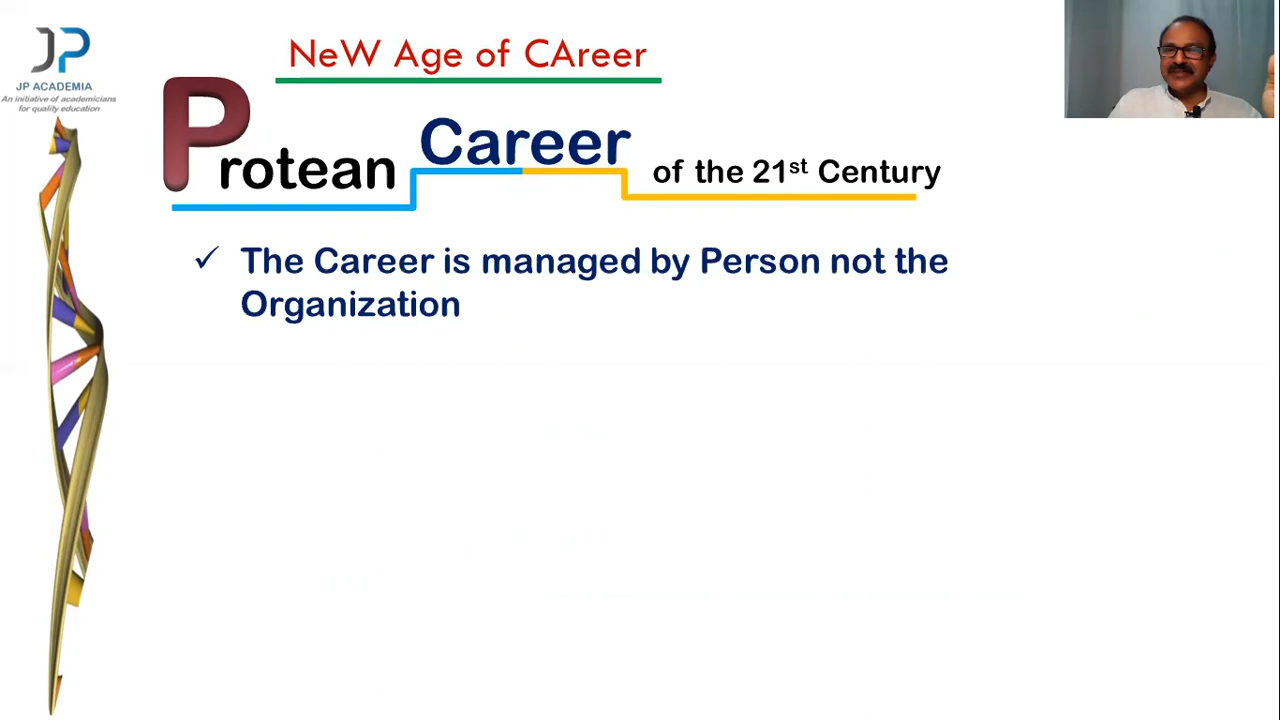 JP
JP ACADEMIA
An initiative of academicians
for quality education
NeW Age of CAreer
Protean Career of the 21st Century
✓ The Career is managed by Person not the
Organization